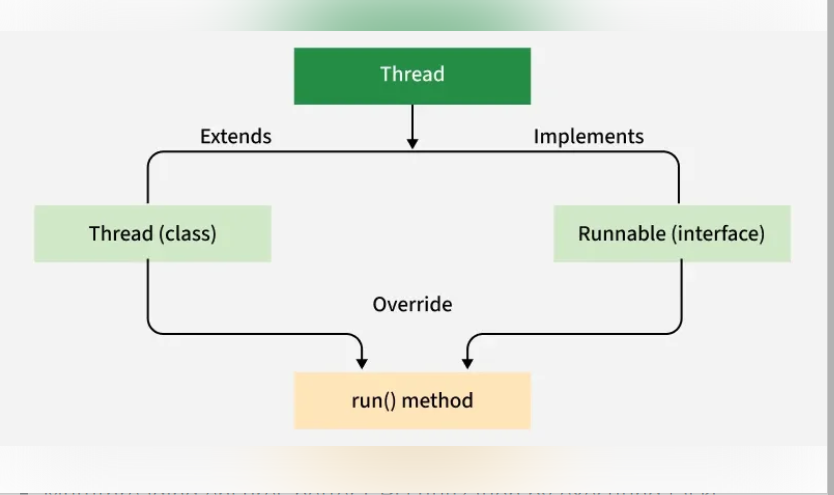 Thread
Extends
Implements
Thread (class)
Runnable (interface)
Override
run() method